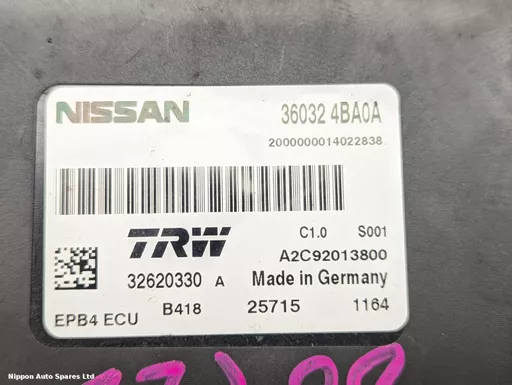 NISSAN 36032 4BA0A
2000000014022838
TRW C1.0 S001
A2C92013800
32620330 A Made in Germany
EPB4 ECU B418 25715 1164
Nippon Auto Spares Ltd